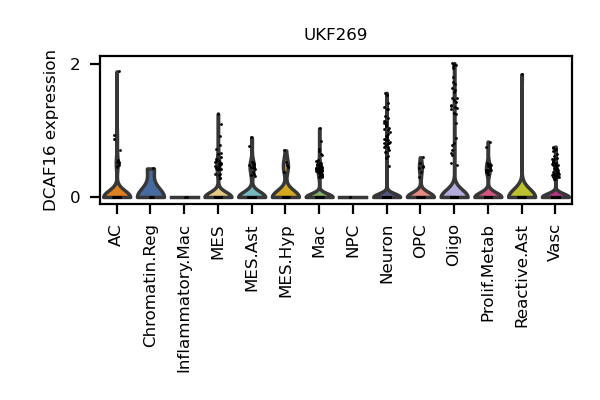 UKF269
DCAF16 expression
2
0
AC
Chromatin.Reg
Inflammatory.Mac
MES
MES.Ast
MES.Hyp
Mac
NPC
Neuron
OPC
Oligo
Prolif.Metab
Reactive.Ast
Vasc